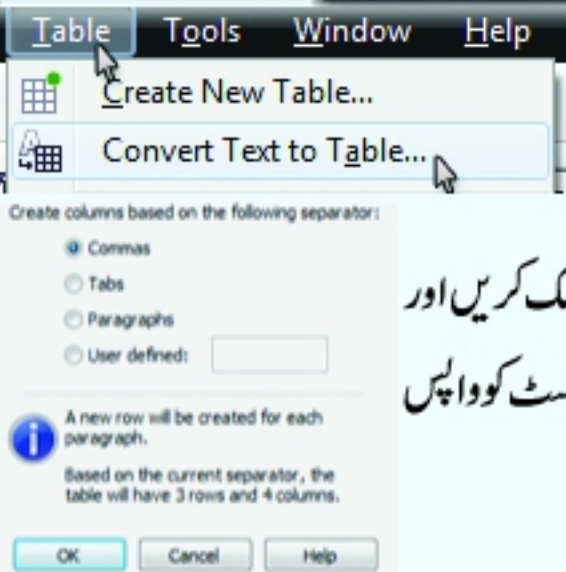 Table Tools Window Help
Create New Table...
Convert Text to Table...
Create columns based on the following separator:
Commas
Tabs
Paragraphs
User defined:
A new row will be created for each
paragraph.
Based on the current separator, the
table will have 3 rows and 4 columns.
OK Cancel Help
کریں اور
کو واپس